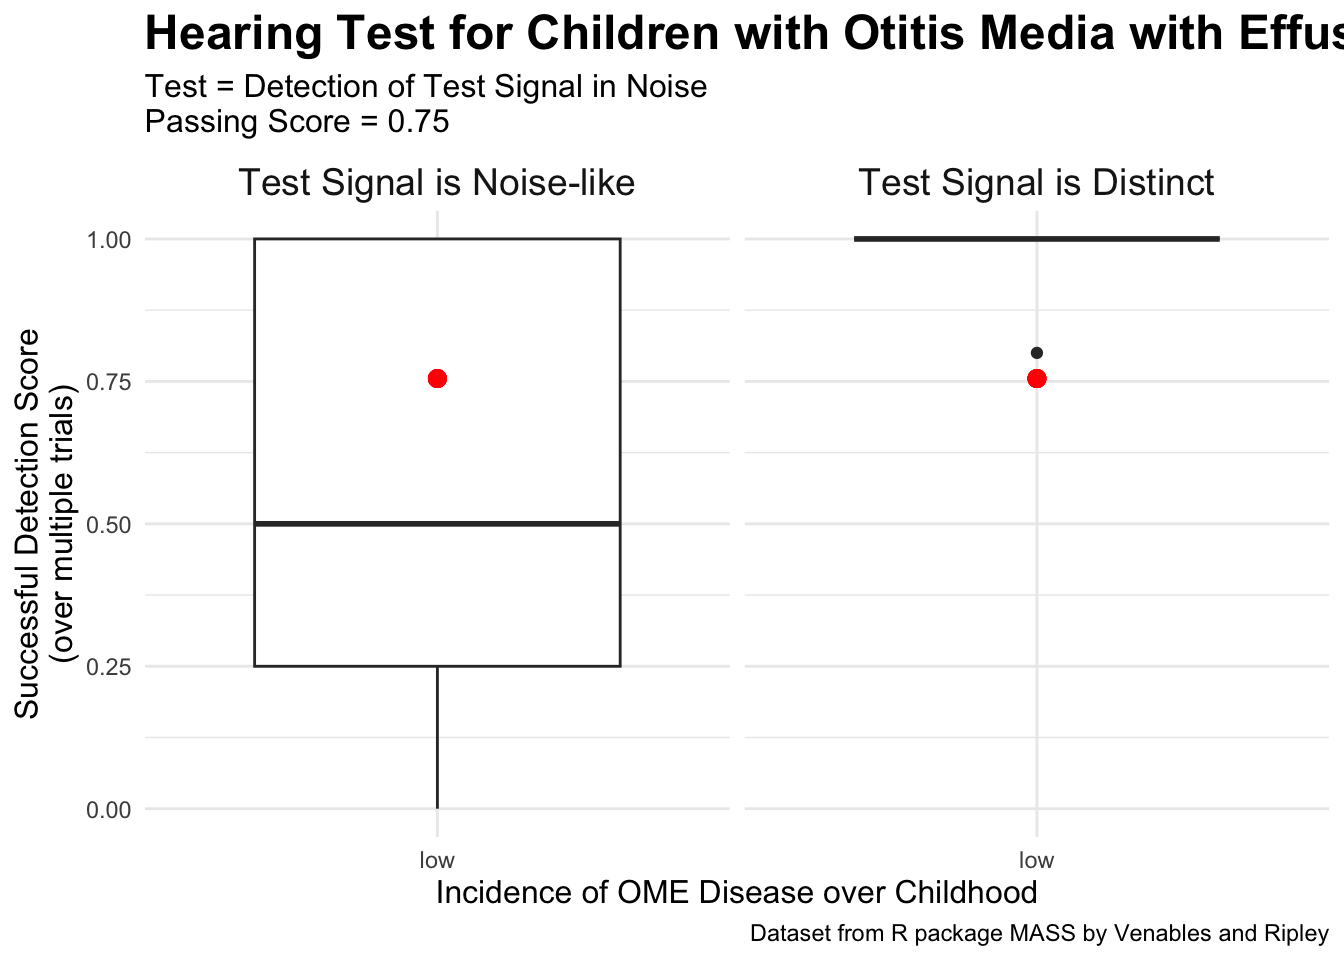 Hearing Test for Children with Otitis Media with Effus
Test = Detection of Test Signal in Noise
Passing Score = 0.75
Test Signal is Noise-like
Test Signal is Distinct
Successful Detection Score
(over multiple trials)
1.00
0.75
0.50
0.25
0.00
low
low
Incidence of OME Disease over Childhood
Dataset from R package MASS by Venables and Ripley